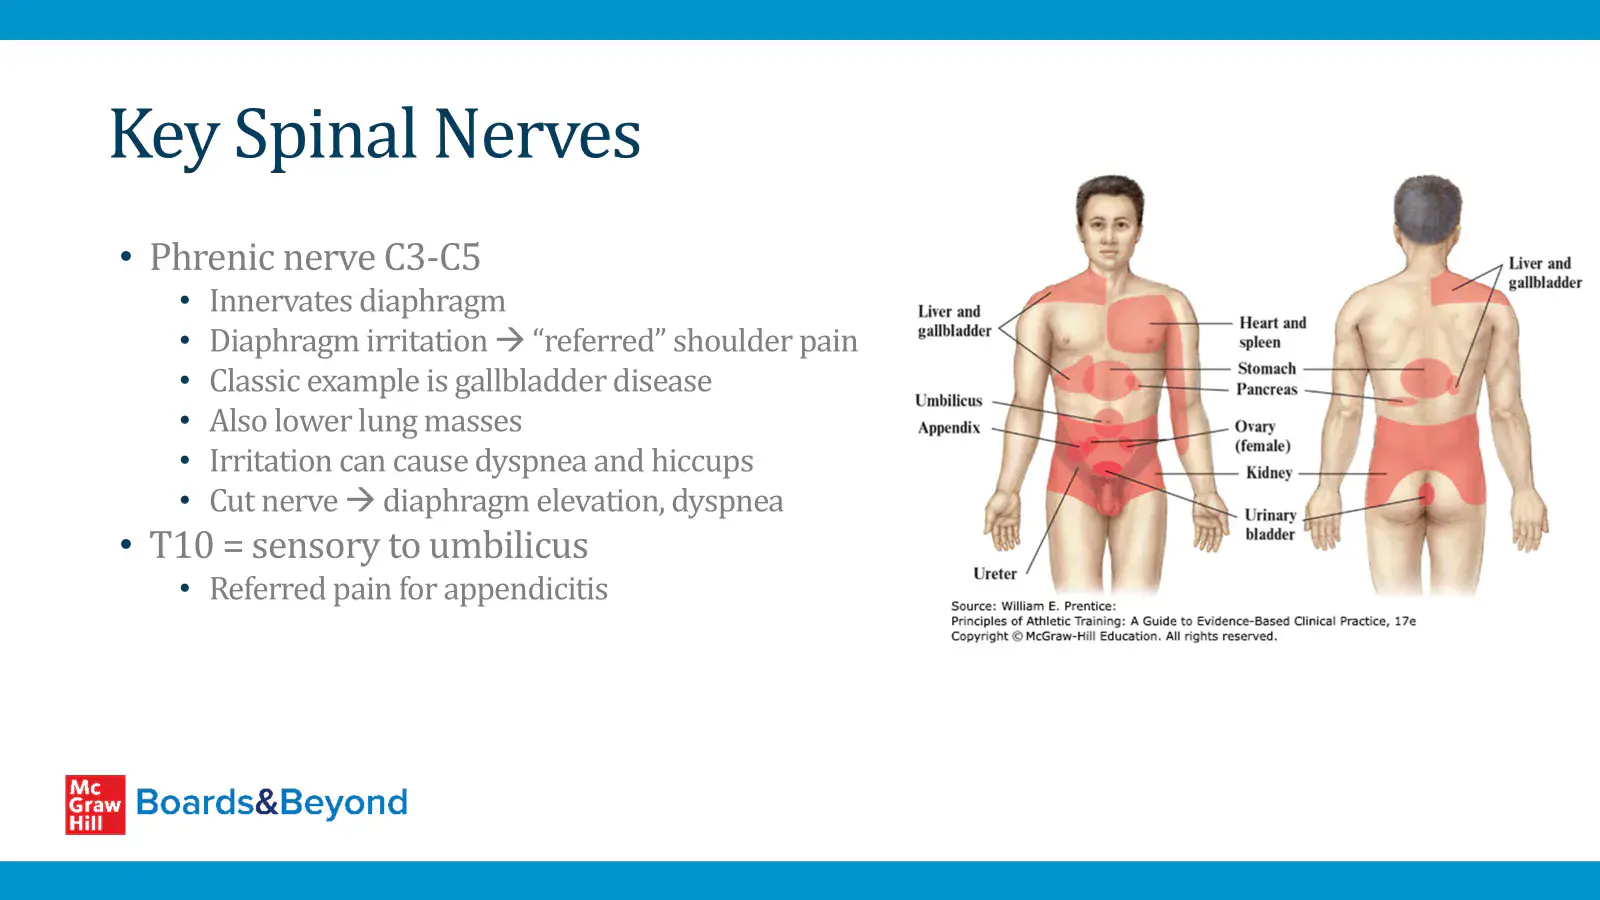 Key Spinal Nerves
• Phrenic nerve C3-C5
• Innervates diaphragm
• Diaphragm irritation → “referred” shoulder pain
• Classic example is gallbladder disease
• Also lower lung masses
• Irritation can cause dyspnea and hiccups
• Cut nerve → diaphragm elevation, dyspnea
• T10 = sensory to umbilicus
• Referred pain for appendicitis
Liver and
gallbladder
Umbilicus
Appendix
Ureter
Heart and
spleen
Stomach
Pancreas
Ovary
(female)
Kidney
Urinary
bladder
Liver and
gallbladder
Source: William E. Prentice:
Principles of Athletic Training: A Guide to Evidence-Based Clinical Practice, 17e
Copyright © McGraw-Hill Education. All rights reserved.
Mc
Graw
Hill
Boards&Beyond